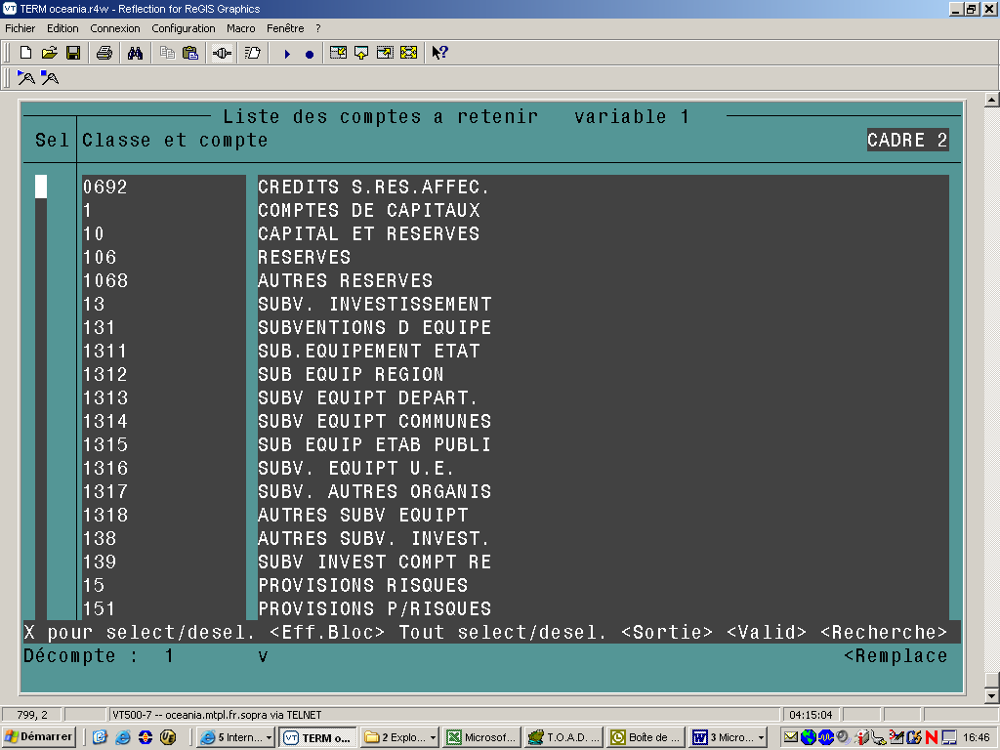 TERM oceania.r4w - Reflection for ReGIS Graphics
Fichier Edition Connexion Configuration Macro Fenêtre ?
Liste des comptes a retenir variable 1
Sel Classe et compte CADRE 2
0692 CREDITS S.RES.AFFEC.
1 COMPTES DE CAPITAUX
10 CAPITAL ET RESERVES
106 RESERVES
1068 AUTRES RESERVES
13 SUBV. INVESTISSEMENT
131 SUBVENTIONS D EQUIPE
1311 SUB.EQUIPEMENT ETAT
1312 SUB EQUIP REGION
1313 SUBV EQUIPT DEPART.
1314 SUBV EQUIPT COMMUNES
1315 SUB EQUIP ETAB PUBLI
1316 SUBV. EQUIPT U.E.
1317 SUBV. AUTRES ORGANIS
1318 AUTRES SUBV EQUIPT
138 AUTRES SUBV. INVEST.
139 SUBV INVEST COMPT RE
15 PROVISIONS RISQUES
151 PROVISIONS P/RISQUES
X pour select/desel. <Eff.Bloc> Tout select/desel. <Sortie> <Valid> <Recherche>
Décompte : 1 v <Remplace
799, 2 VT500-7 -- oceania.mtpl.fr.sopra via TELNET 04:15:04
Démarrer 5 Intern... VT TERM o... 2 Explo... Microsof... T.O.A.D. ... Boîte de ... 3 Micro... 16:46